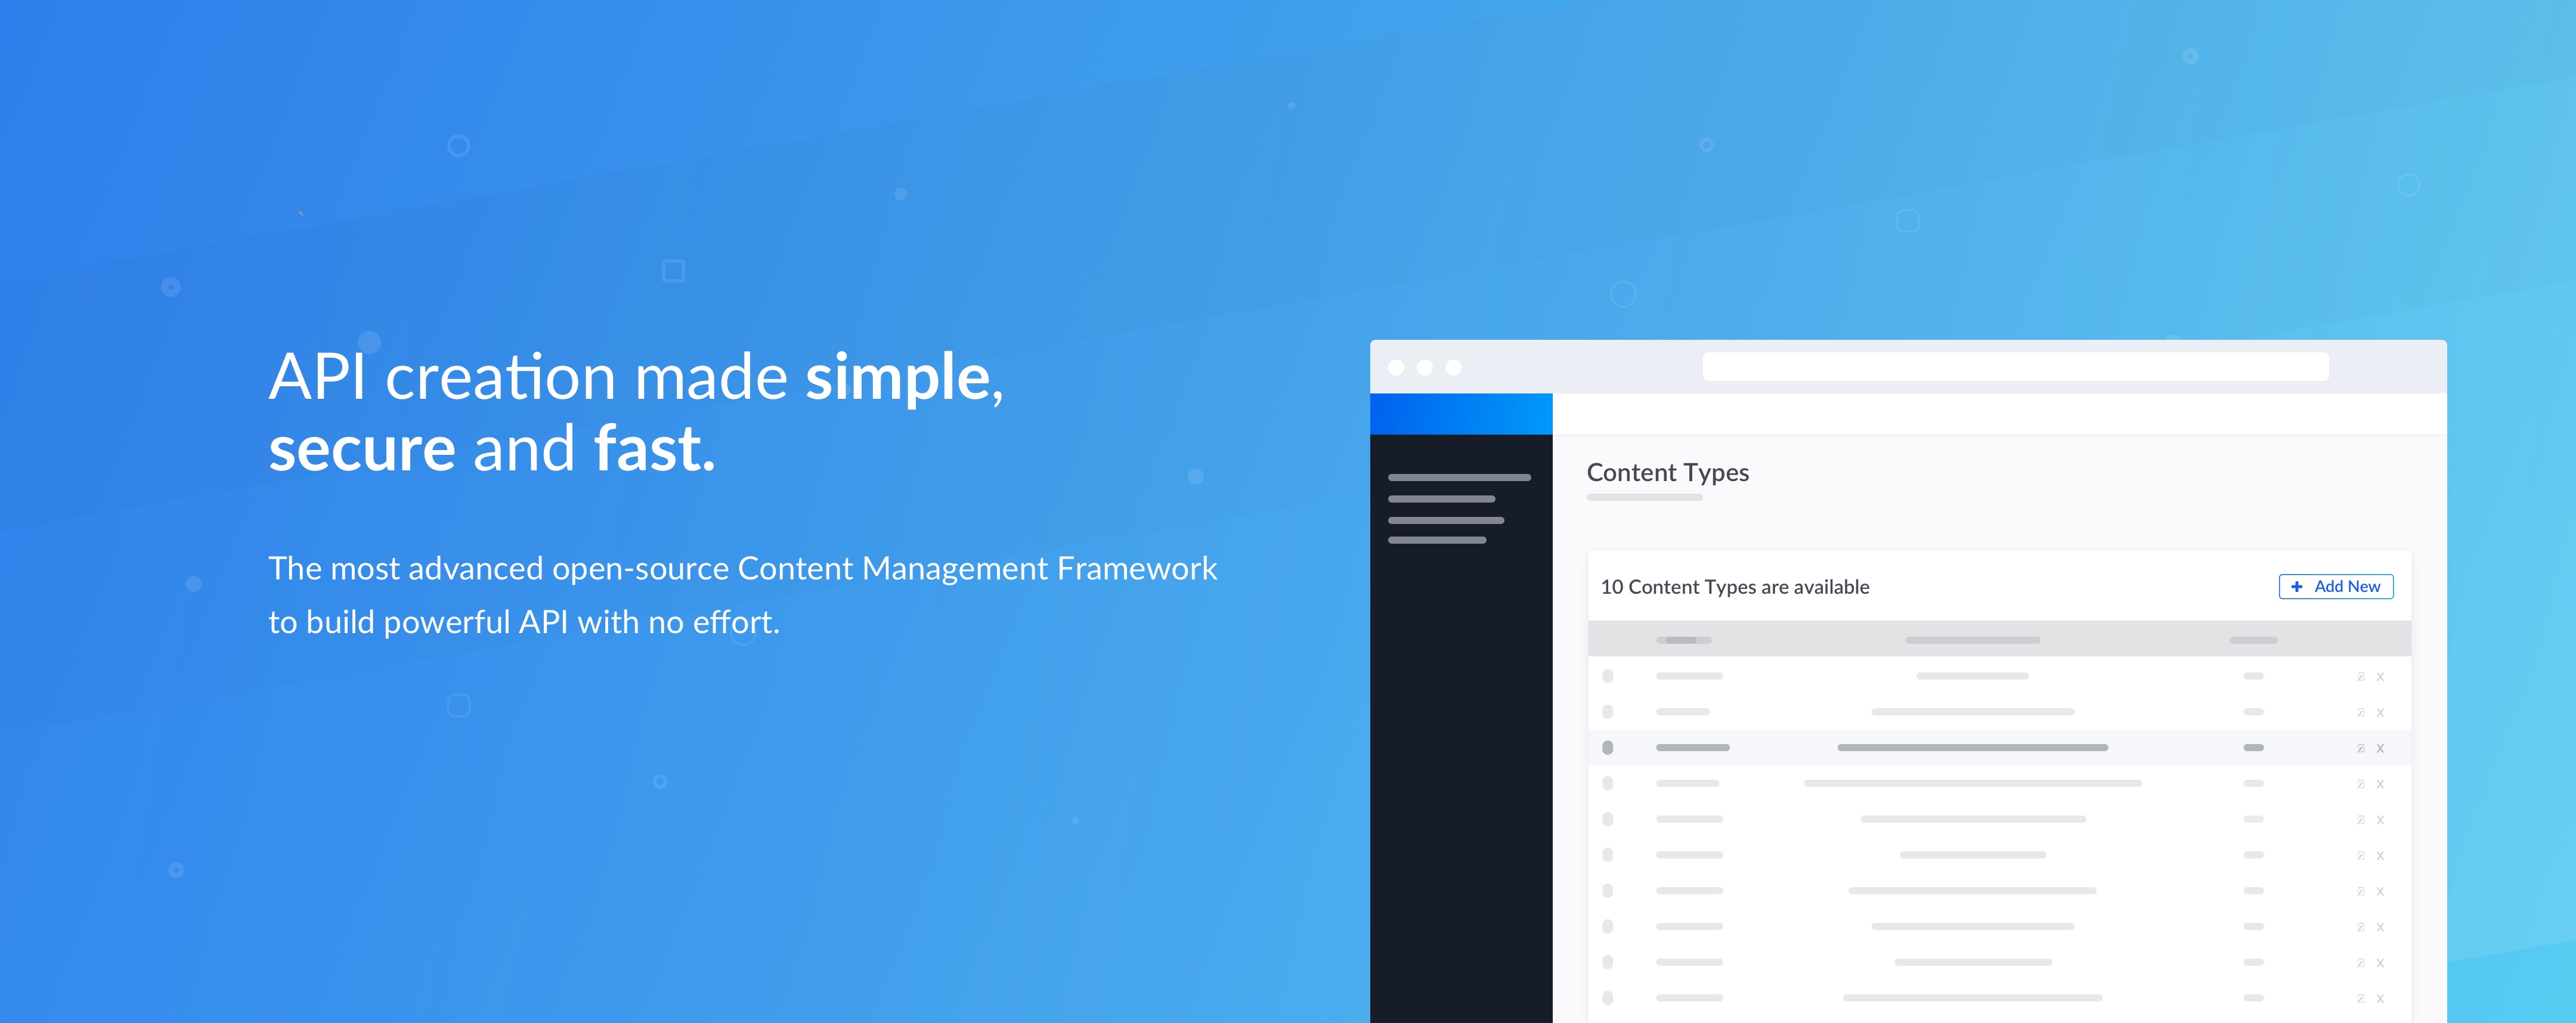 API creation made simple,
secure and fast.
The most advanced open-source Content Management Framework
to build powerful API with no effort.
Content Types
10 Content Types are available
+ Add New